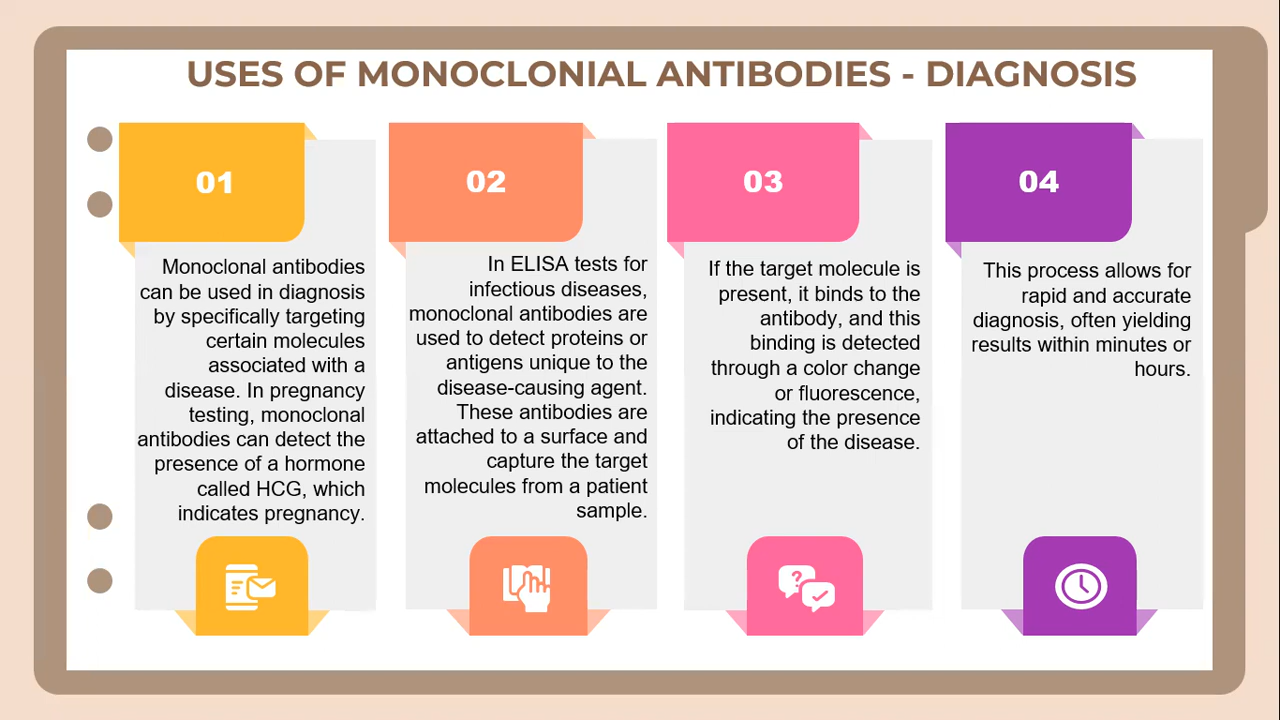 USES OF MONOCLONIAL ANTIBODIES - DIAGNOSIS
01
Monoclonal antibodies
can be used in diagnosis
by specifically targeting
certain molecules
associated with a
disease. In pregnancy
testing, monoclonal
antibodies can detect the
presence of a hormone
called HCG, which
indicates pregnancy.
02
In ELISA tests for
infectious diseases,
monoclonal antibodies are
used to detect proteins or
antigens unique to the
disease-causing agent.
These antibodies are
attached to a surface and
capture the target
molecules from a patient
sample.
03
If the target molecule is
present, it binds to the
antibody, and this
binding is detected
through a color change
or fluorescence,
indicating the presence
of the disease.
04
This process allows for
rapid and accurate
diagnosis, often yielding
results within minutes or
hours.